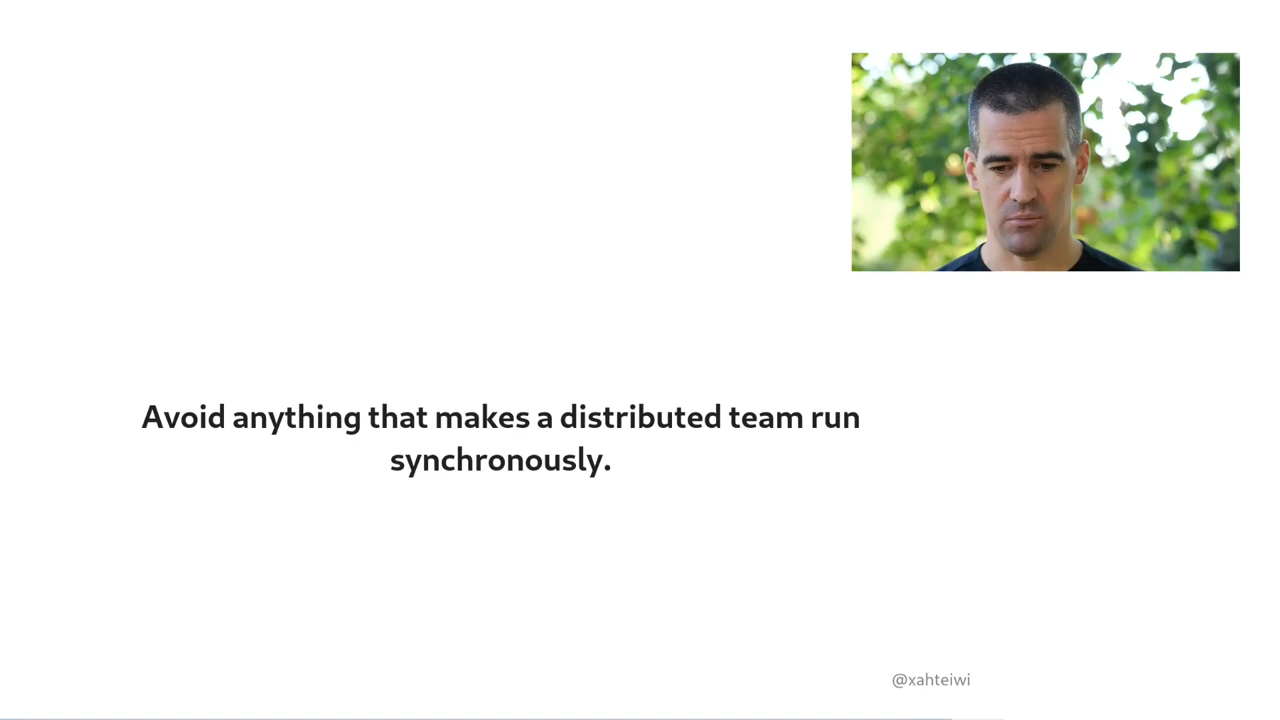 Avoid anything that makes a distributed team run
synchronously.
@xahteiwi